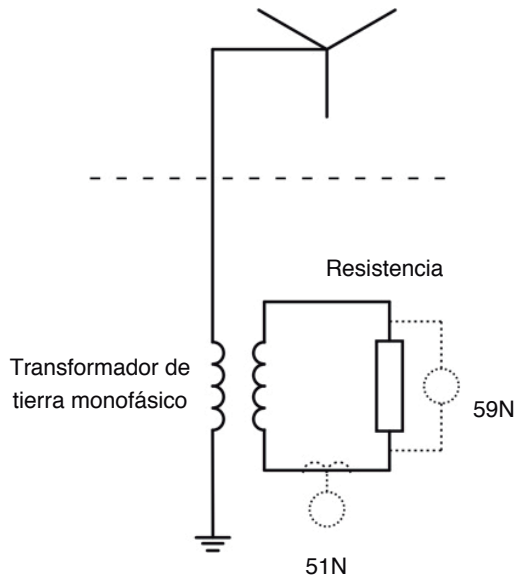 Resistencia
Transformador de
tierra monofásico
59N
51N